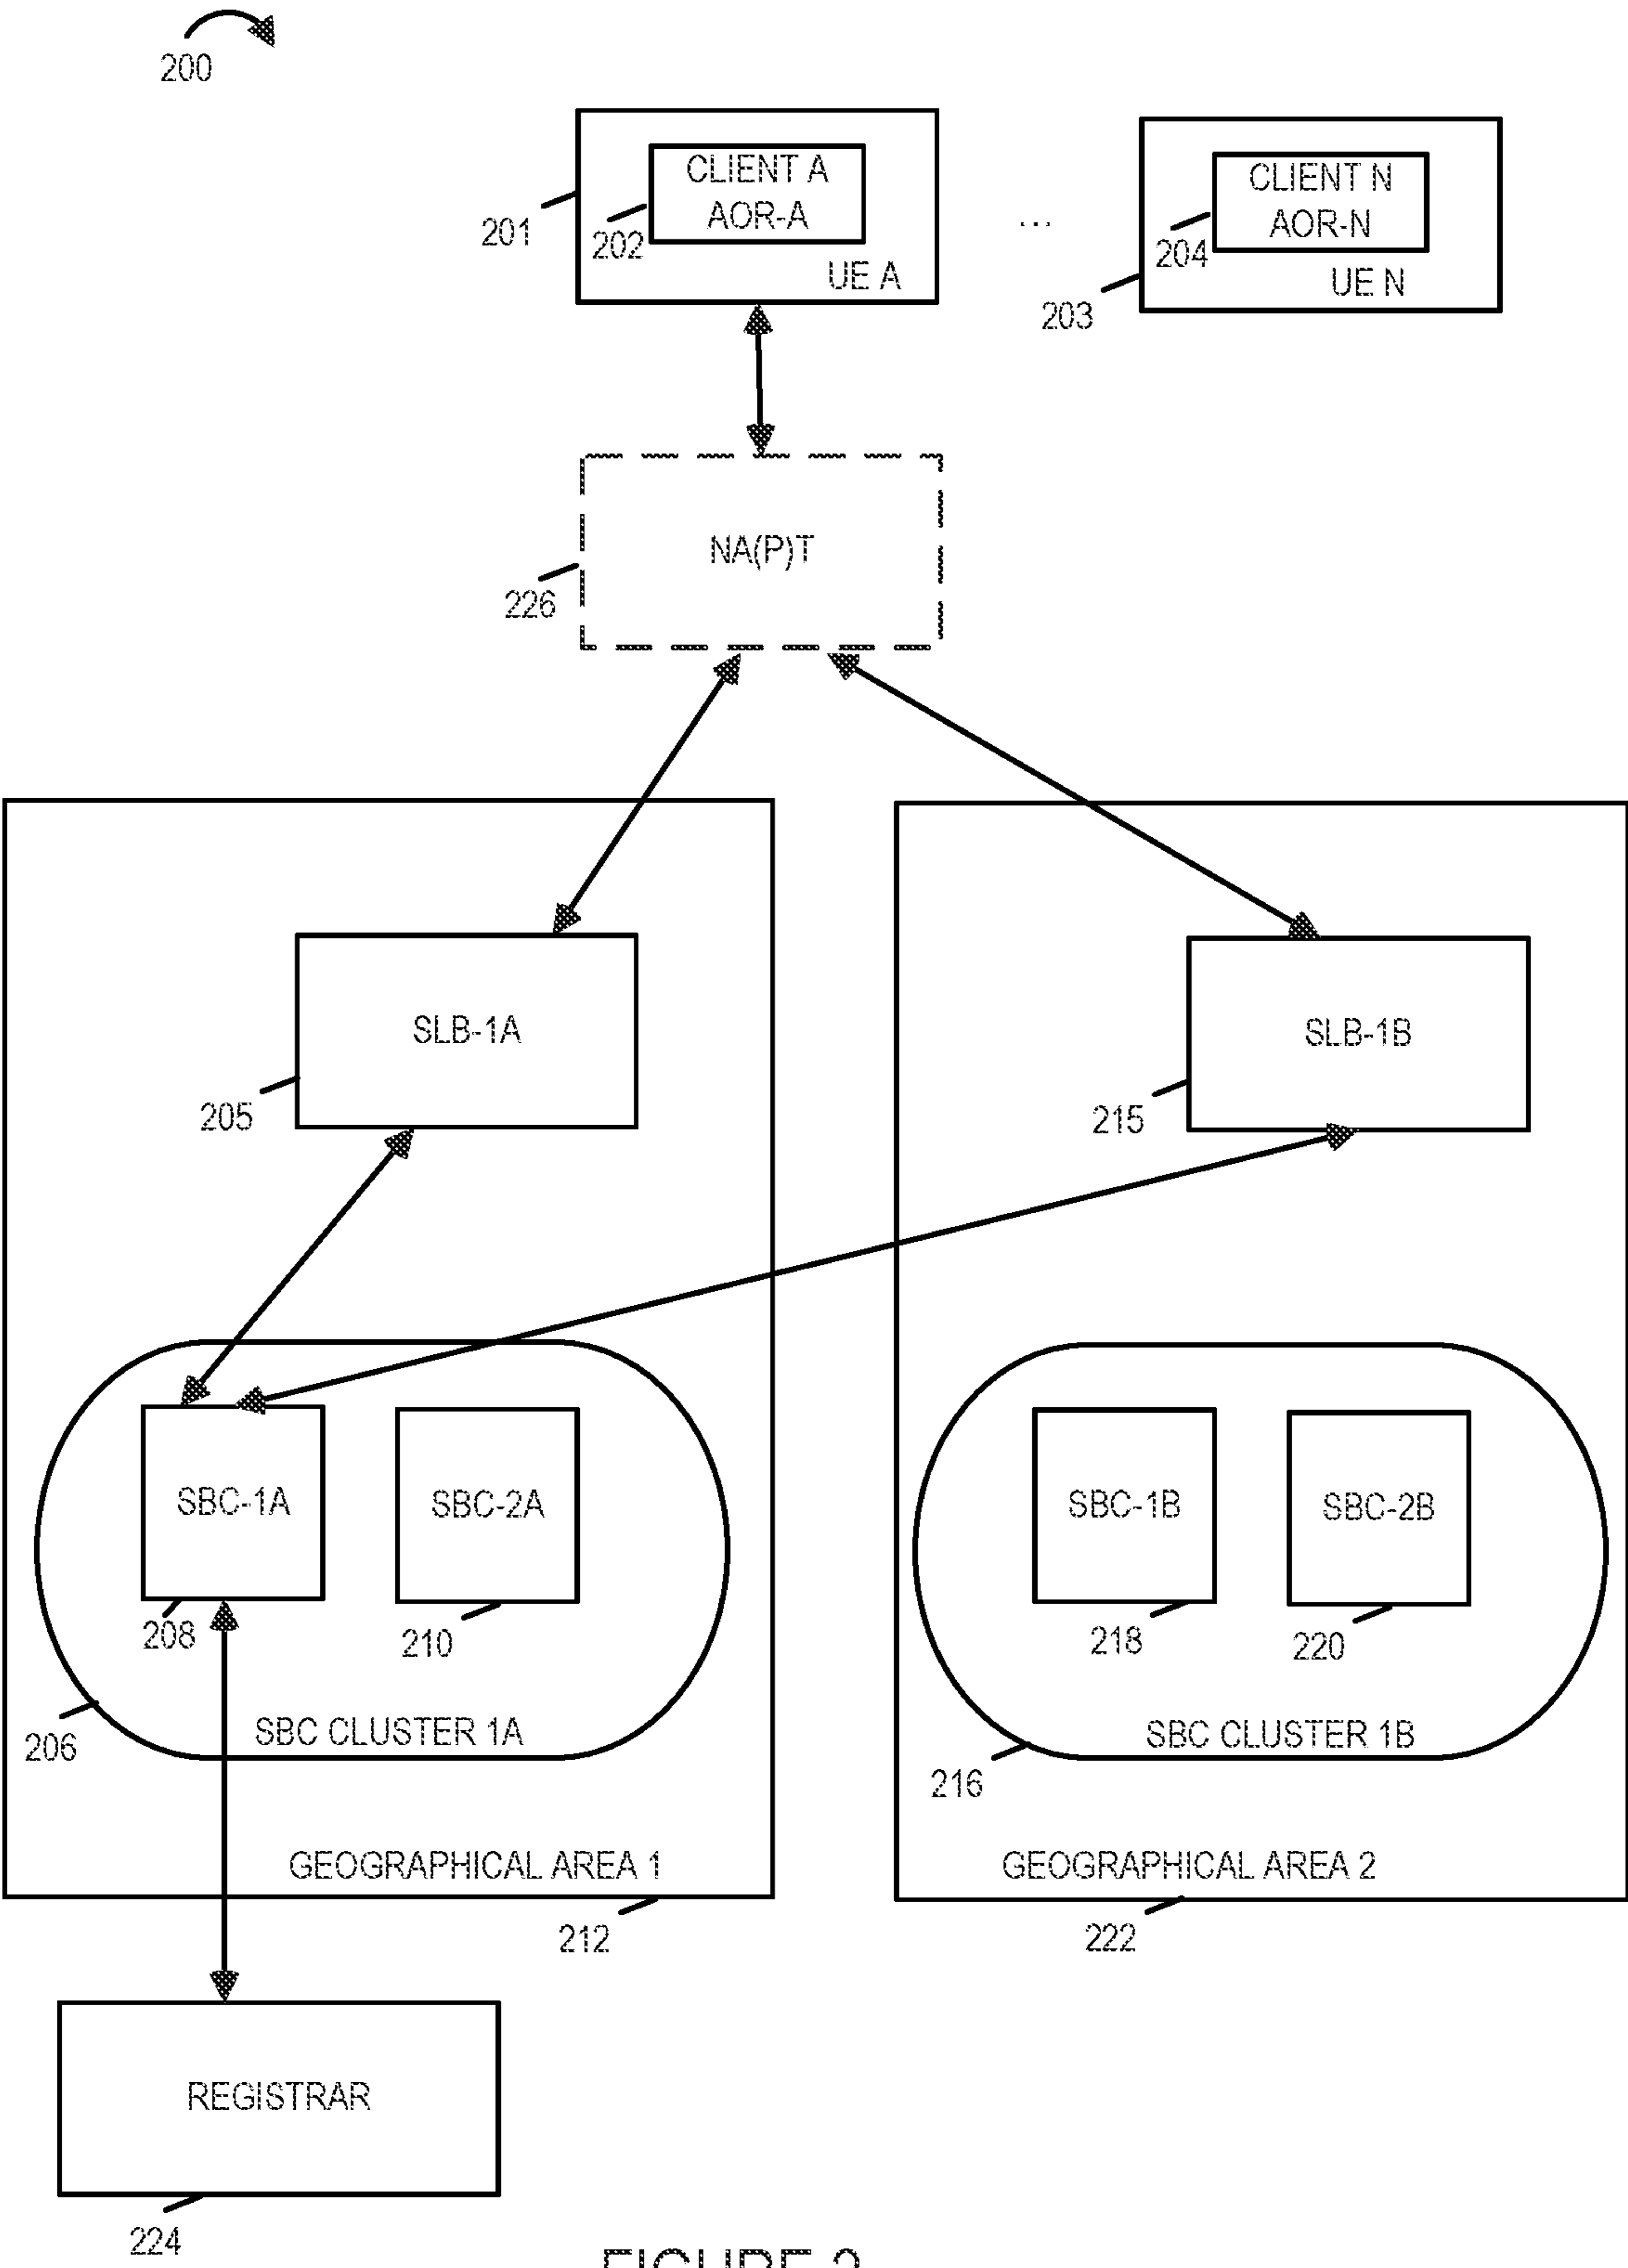 200
CLIENT A
AOR-A
201
202
UE A
...
CLIENT N
AOR-N
204
203
UE N
NA(P)T
226
SLB-1A
205
SLB-1B
215
SBC-1A
SBC-2A
208
210
206
SBC CLUSTER 1A
GEOGRAPHICAL AREA 1
212
SBC-1B
SBC-2B
218
220
SBC CLUSTER 1B
216
GEOGRAPHICAL AREA 2
222
REGISTRAR
224
FIGURE